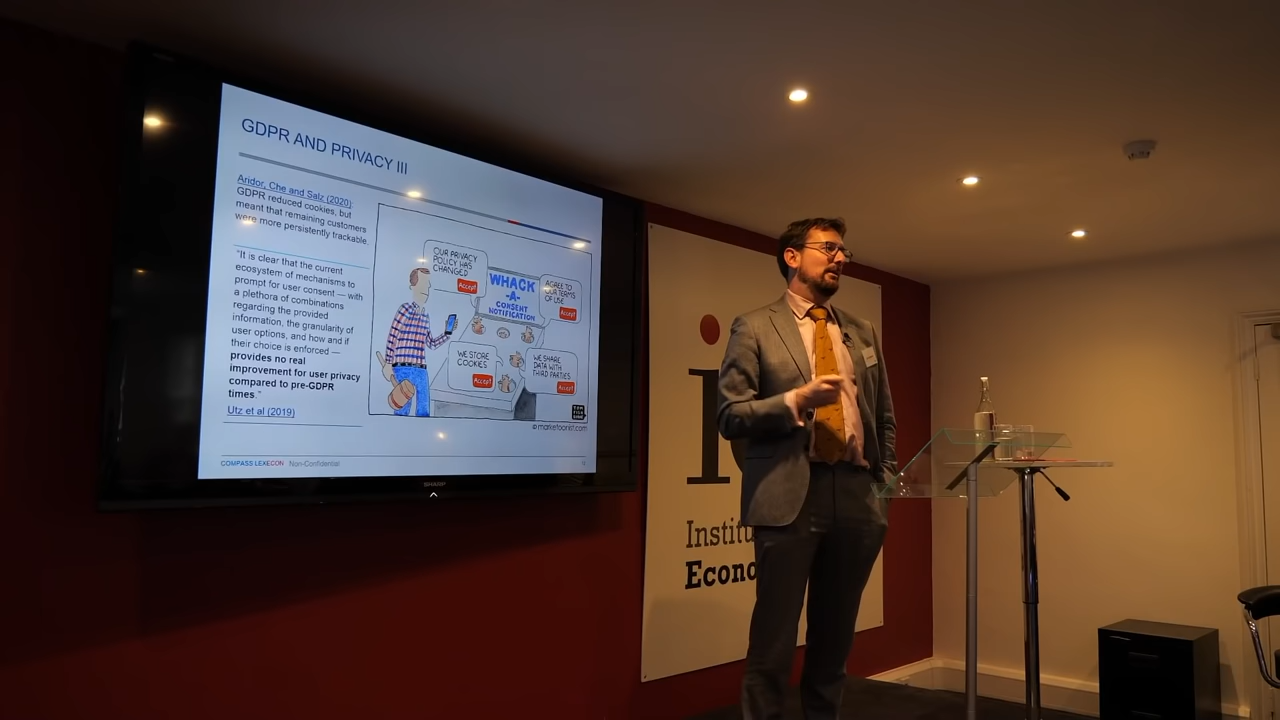 GDPR AND PRIVACY III
Aridor, Che and Salz (2020):
GDPR reduced cookies, but
meant that remaining customers
were more persistently trackable.
"It is clear that the current
ecosystem of mechanisms to
prompt for user consent — with
a plethora of combinations
regarding the provided
information, the granularity of
user options, and how and if
their choice is enforced —
provides no real
improvement for user privacy
compared to pre-GDPR
times."
Utz et al (2019)
OUR PRIVACY
POLICY HAS
CHANGED
Accept
WHACK
-A-
CONSENT
NOTIFICATION
AGREE TO
OUR TERMS
OF USE
Accept
WE STORE
COOKIES
Accept
WE SHARE
DATA WITH
THIRD PARTIES
Accept
TOM
FISH
BURNE
© marketoonist.com
COMPASS LEXECON Non-Confidential
SHARP
i
Institu
Econo